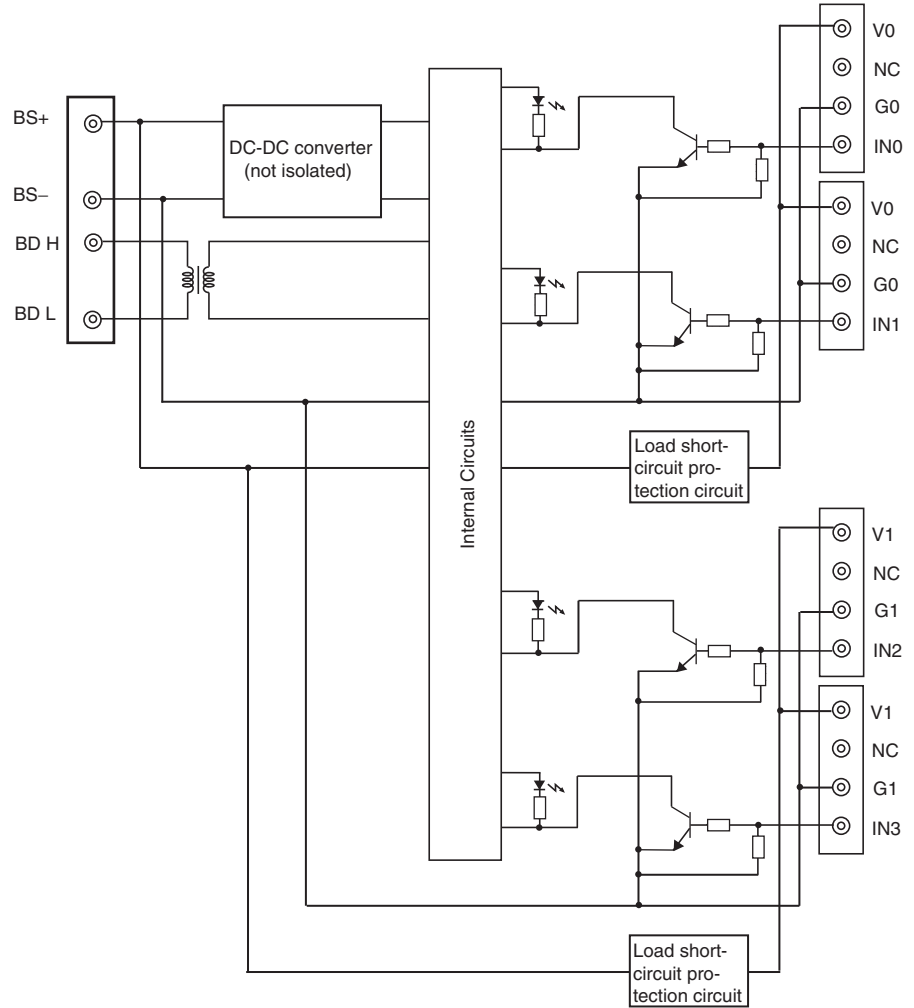 V0
NC
G0
IN0
BS+
DC-DC converter
(not isolated)
BS−
V0
BD H
NC
G0
BD L
IN1
Internal Circuits
Load short-
circuit pro-
tection circuit
V1
NC
G1
IN2
V1
NC
G1
IN3
Load short-
circuit pro-
tection circuit